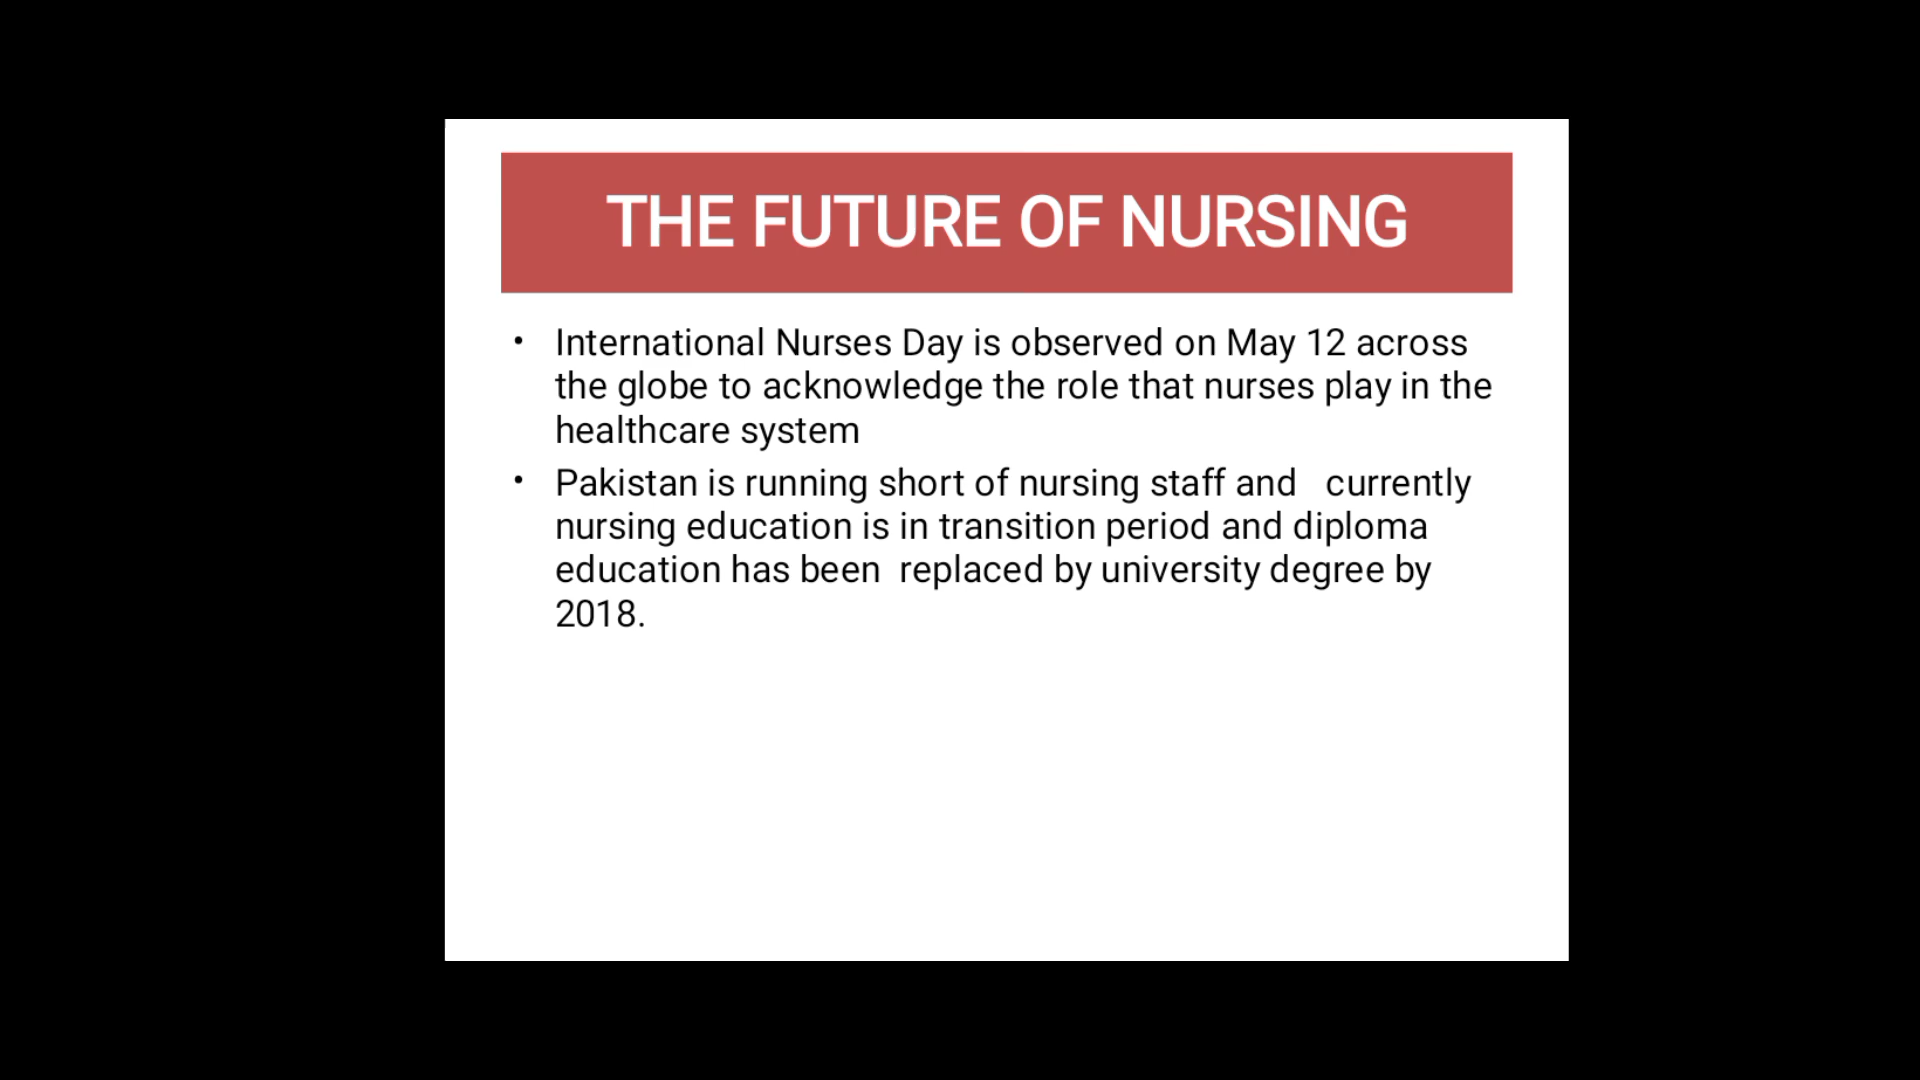 THE FUTURE OF NURSING
• International Nurses Day is observed on May 12 across
the globe to acknowledge the role that nurses play in the
healthcare system
• Pakistan is running short of nursing staff and   currently
nursing education is in transition period and diploma
education has been  replaced by university degree by
2018.